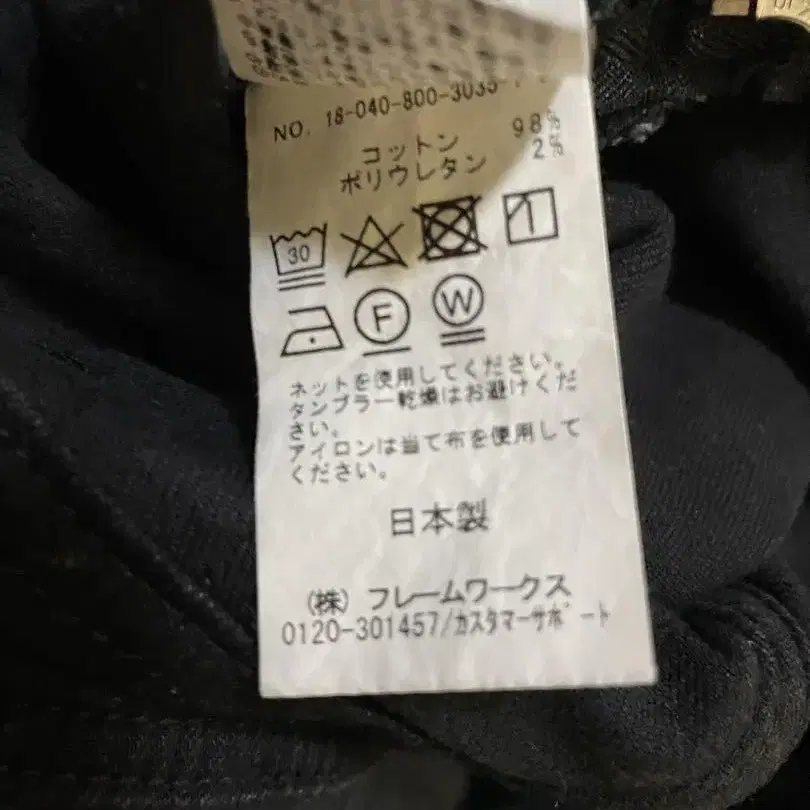 NO. 18-040-800-3035-
コットン 98%
ポリウレタン 2%
30
F W
ネットを使用してください。
タンブラー乾燥はお避けくだ
さい。
アイロンは当て布を使用して
ください。
日本製
(株) フレームワークス
0120-301457/カスタマーサポート